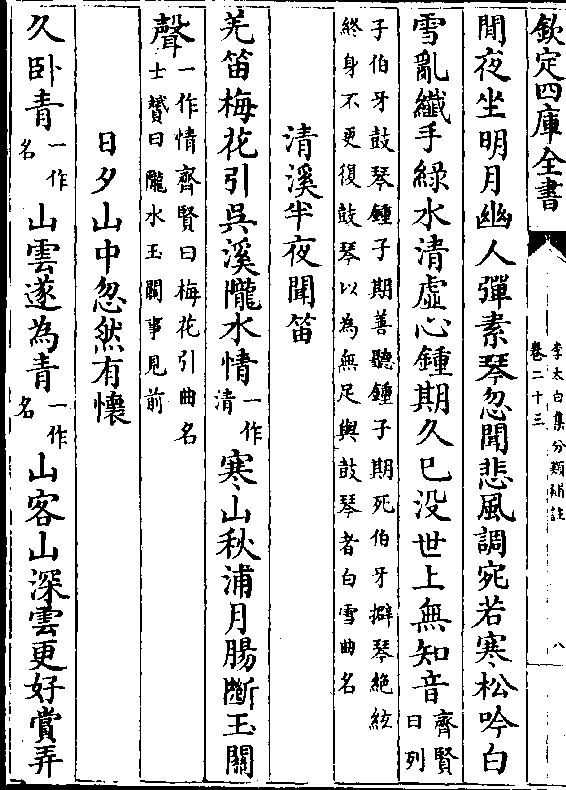 欽定四庫全書
李太白集分類補註
卷二十三
八
閒夜坐明月幽人彈素琴忽聞悲風調宛若寒松吟白
雪亂纖手綠水清虛心鍾期久已没世上無知音齊賢曰列
子伯牙鼓琴鍾子期善聽鍾子期死伯牙擗琴絶絃
終身不更復鼓琴以為無足與鼓琴者白雪曲名
清溪半夜聞笛
羌笛梅花引吳溪隴水情一作清寒山秋浦月腸斷玉關
聲一作情齊賢曰梅花引曲名
士贇曰隴水玉關事見前
日夕山中忽然有懷
久卧青一作名山雲遂為青一作名山客山深雲更好賞弄